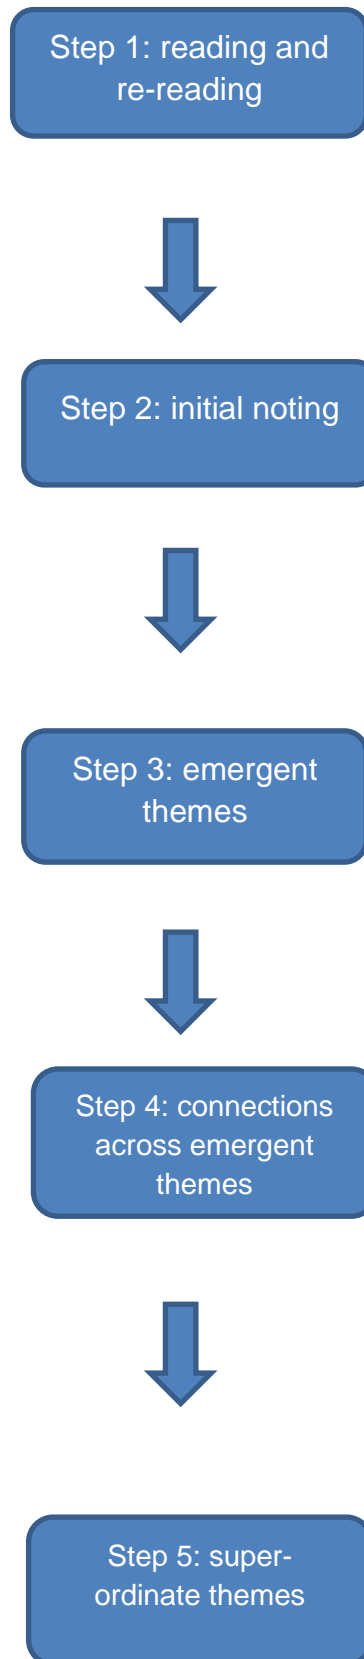 Step 1: reading and
re-reading
Step 2: initial noting
Step 3: emergent
themes
Step 4: connections
across emergent
themes
Step 5: super-
ordinate themes